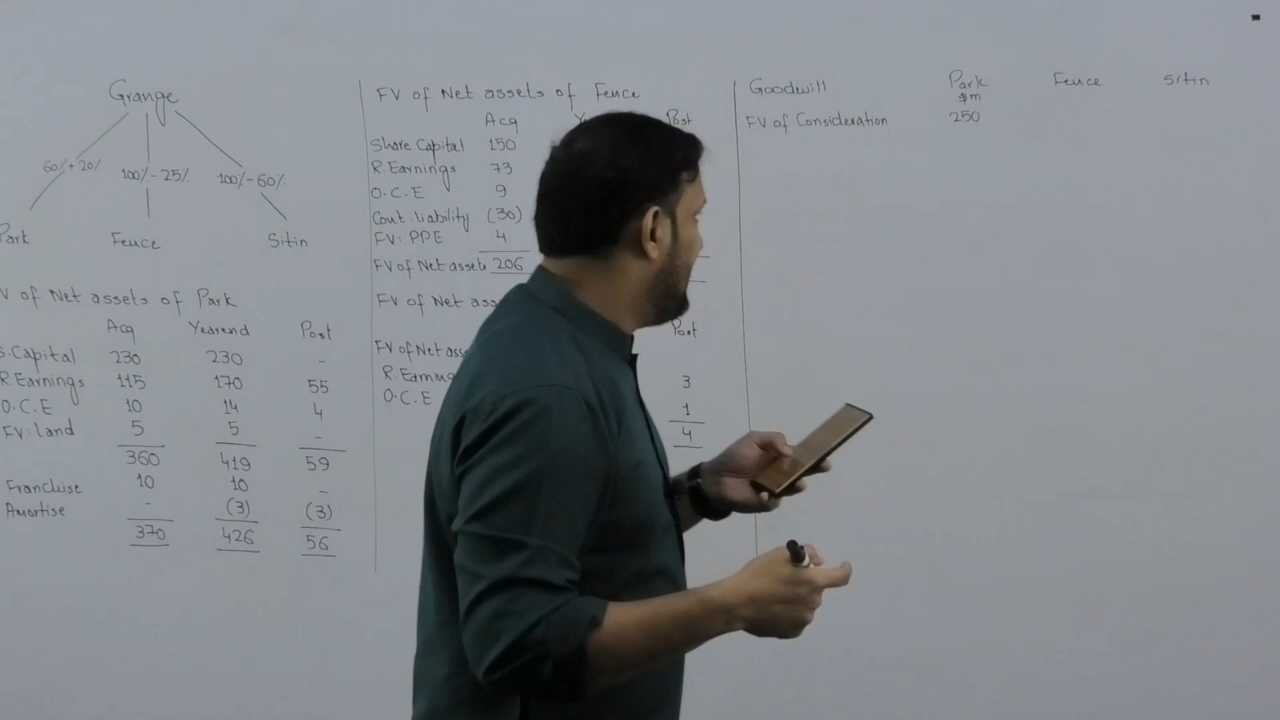 Grange
60%+20%
100%-25%
100%-60%
Park
Fence
Sitin
FV of Net assets of Park
Acq Yearend Post
S.Capital 230 230 -
R.Earnings 115 170 55
O.C.E 10 14 4
FV:land 5 5 -
360 419 59
Franchise 10 10 -
Amortise - (3) (3)
370 426 56
FV of Net assets of Fence
Acq Post
Share Capital 150
R.Earnings 73
O.C.E 9
Cont. liability (30)
FV: PPE 4
FV of Net assets 206
FV of Net ass
Post
FV of Net ass
R.Earning 3
O.C.E 1
4
Goodwill Park Fence Sitin
$m
FV of Consideration 250